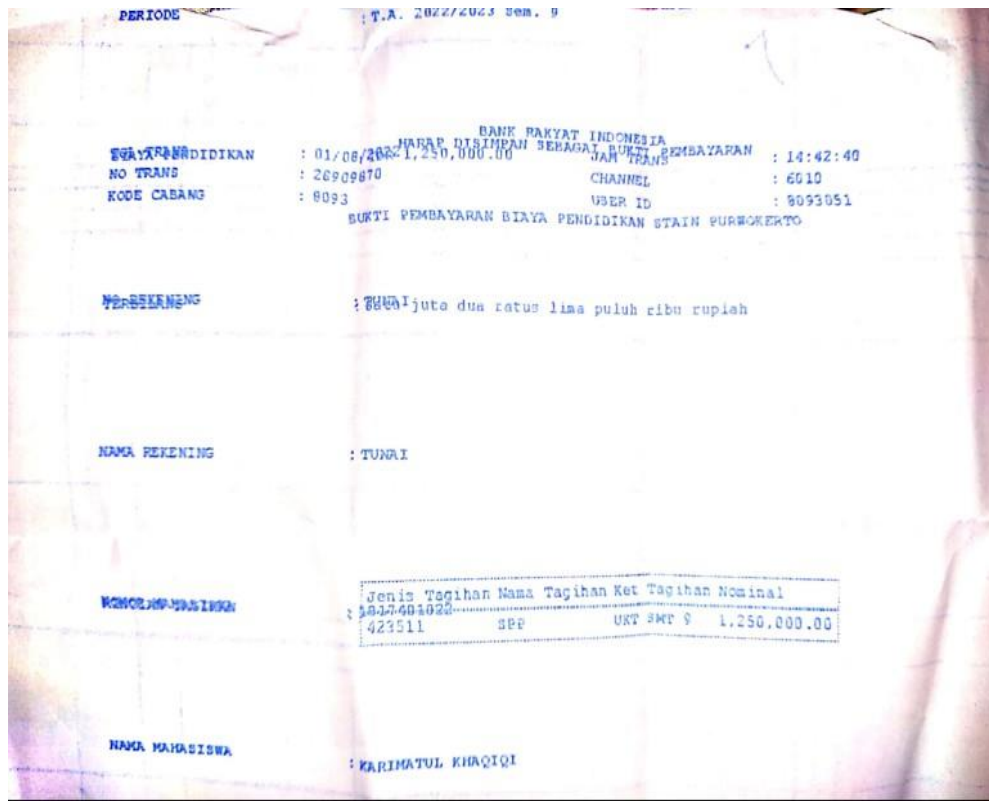 PERIODE : T.A. 2022/2023 Sem. 9
BANK RAKYAT INDONESIA
HARAP DISIMPAN SEBAGAI BUKTI PEMBAYARAN
TGL TRANS : 01/08/2022 JAM TRANS : 14:42:40
BIAYA PENDIDIKAN : 1,250,000.00
NO TRANS : 26909870 CHANNEL : 6010
KODE CABANG : 8093 USER ID : 8093051
BUKTI PEMBAYARAN BIAYA PENDIDIKAN STAIN PURWOKERTO
NO REKENING : TUNAI
TERBILANG : juta dua ratus lima puluh ribu rupiah
NAMA REKENING : TUNAI
Jenis Tagihan Nama Tagihan Ket Tagihan Nominal
: 1817401022
423511 SPP UKT SMT 9 1,250,000.00
NAMA MAHASISWA : KARIMATUL KHAQIQI